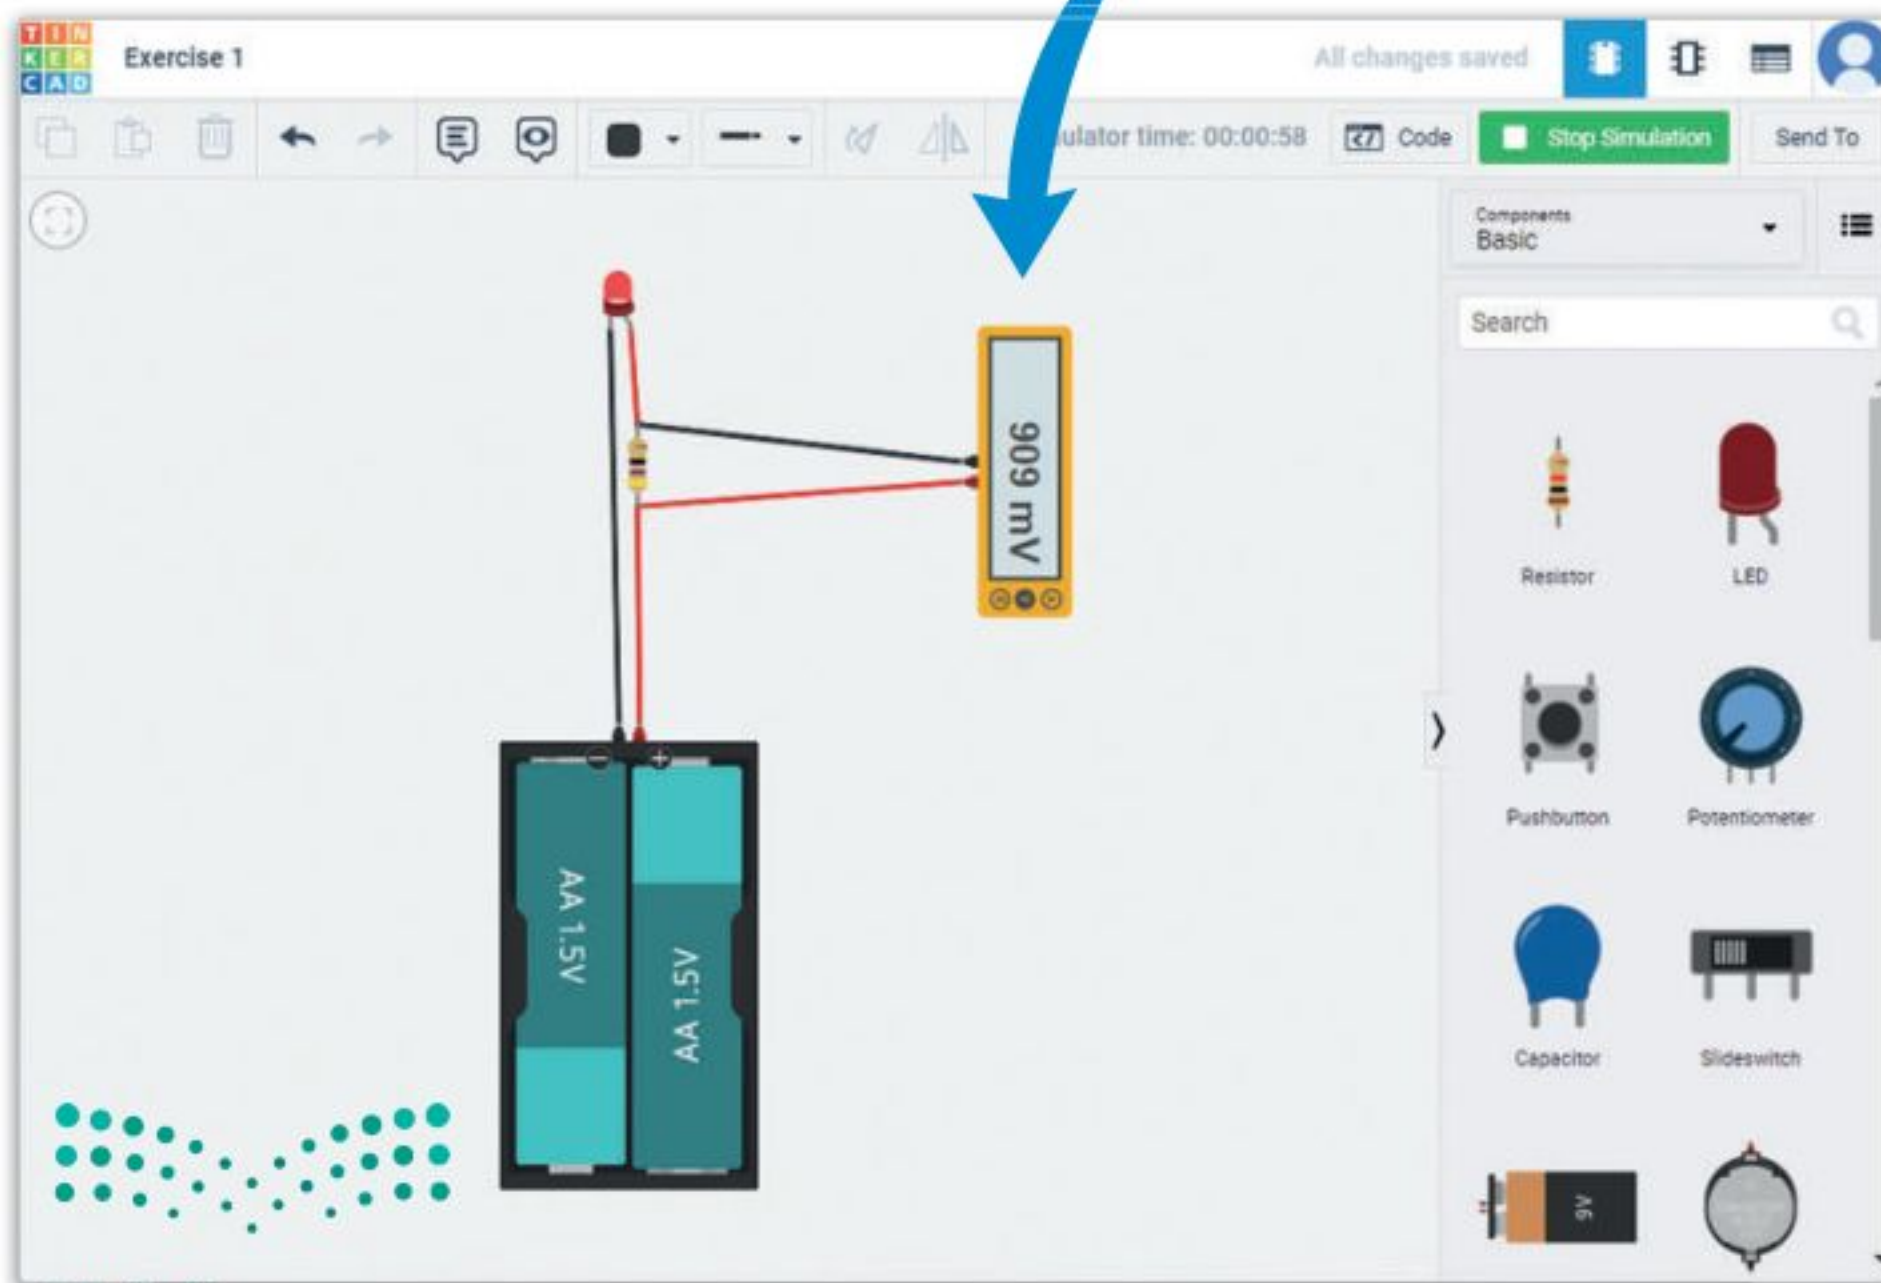 TIN
KER
CAD
Exercise 1
All changes saved
ulator time: 00:00:58
Code
Stop Simulation
Send To
Components
Basic
Search
909 mV
Resistor
LED
Pushbutton
Potentiometer
AA 1.5V
AA 1.5V
Capacitor
Slideswitch
9V